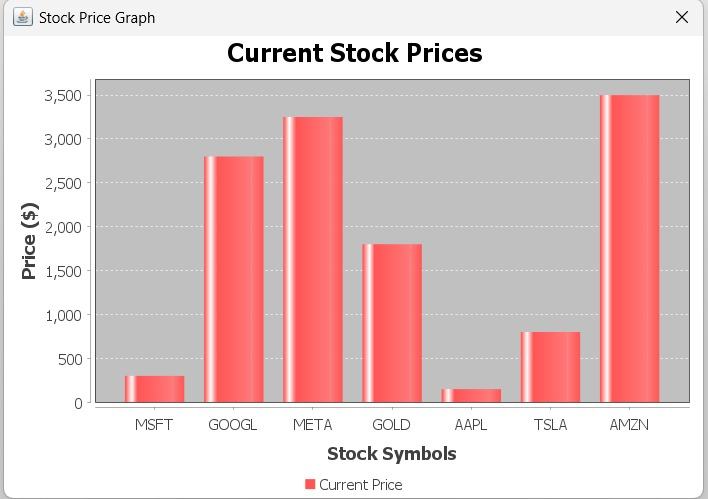 Stock Price Graph
Current Stock Prices
3,500
3,000
2,500
2,000
1,500
1,000
500
0
Price ($)
MSFT GOOGL META GOLD AAPL TSLA AMZN
Stock Symbols
Current Price